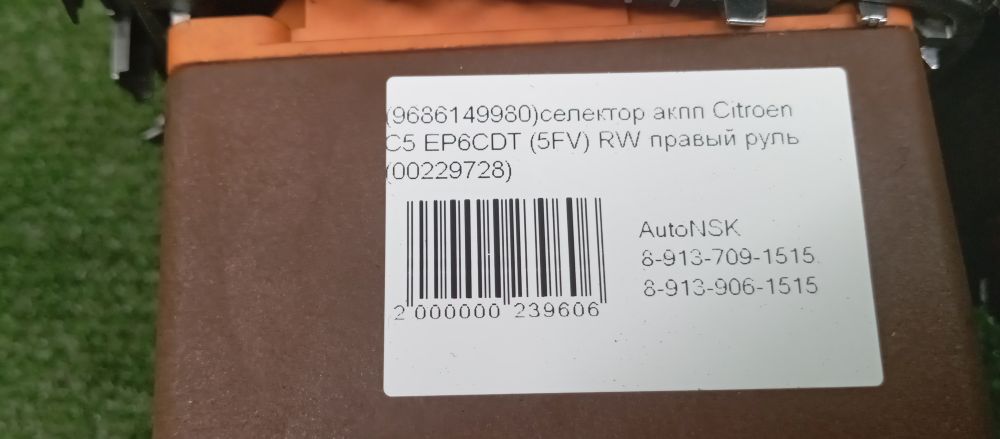 (9686149980)селектор акпп Citroen
C5 EP6CDT (5FV) RW правый руль
(00229728)
AutoNSK
8-913-709-1515
8-913-906-1515
2 000000 239606